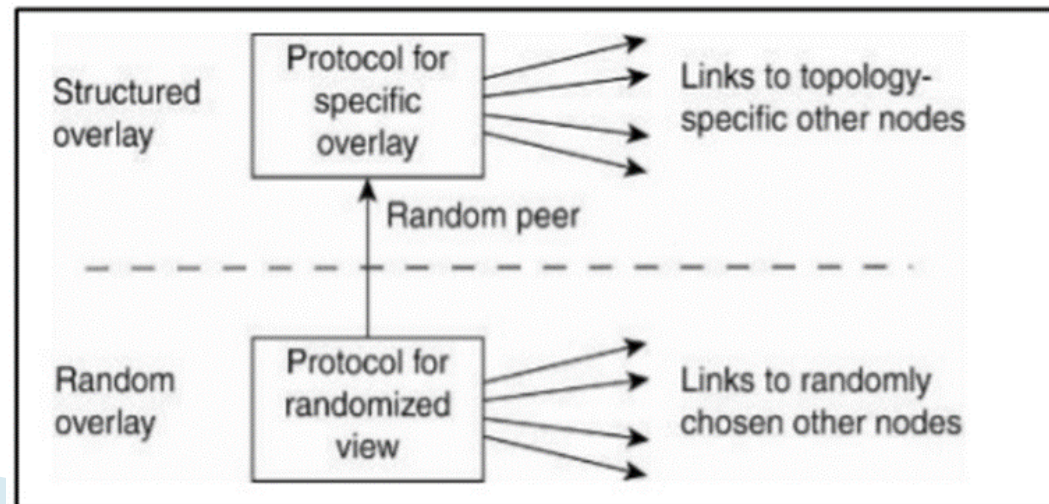 Structured
overlay
Protocol for
specific
overlay
Links to topology-
specific other nodes
Random peer
Random
overlay
Protocol for
randomized
view
Links to randomly
chosen other nodes